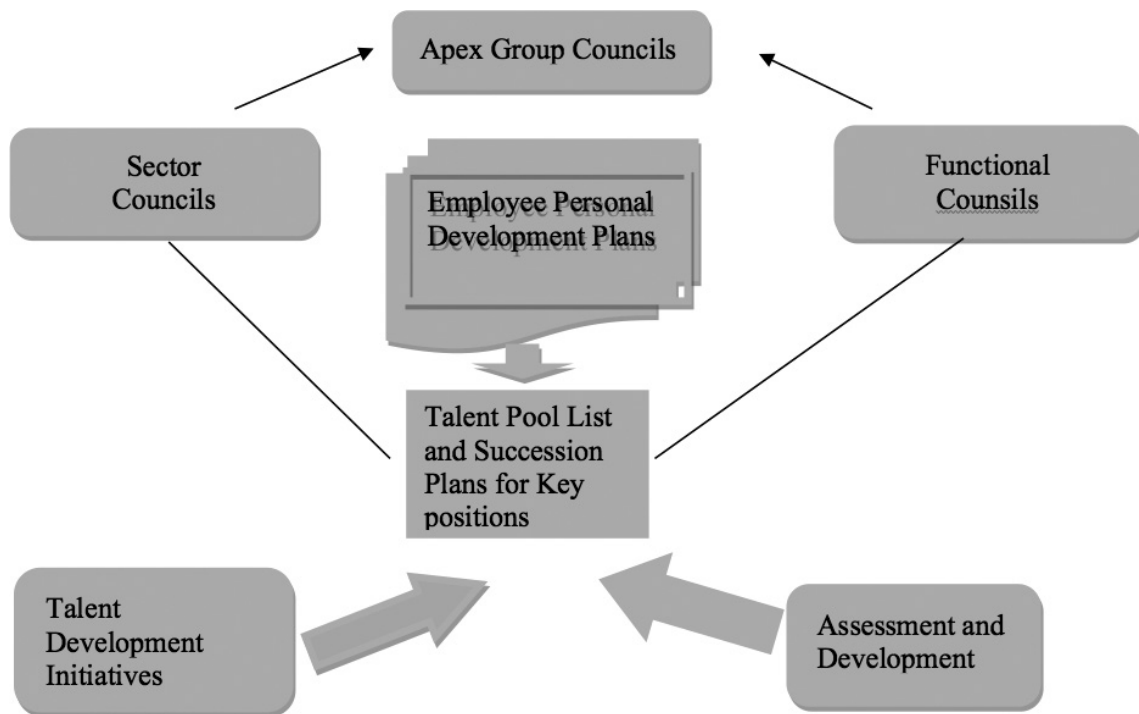 Apex Group Councils
Sector
Councils
Employee Personal
Development Plans
Functional
Counsils
Talent Pool List
and Succession
Plans for Key
positions
Talent
Development
Initiatives
Assessment and
Development